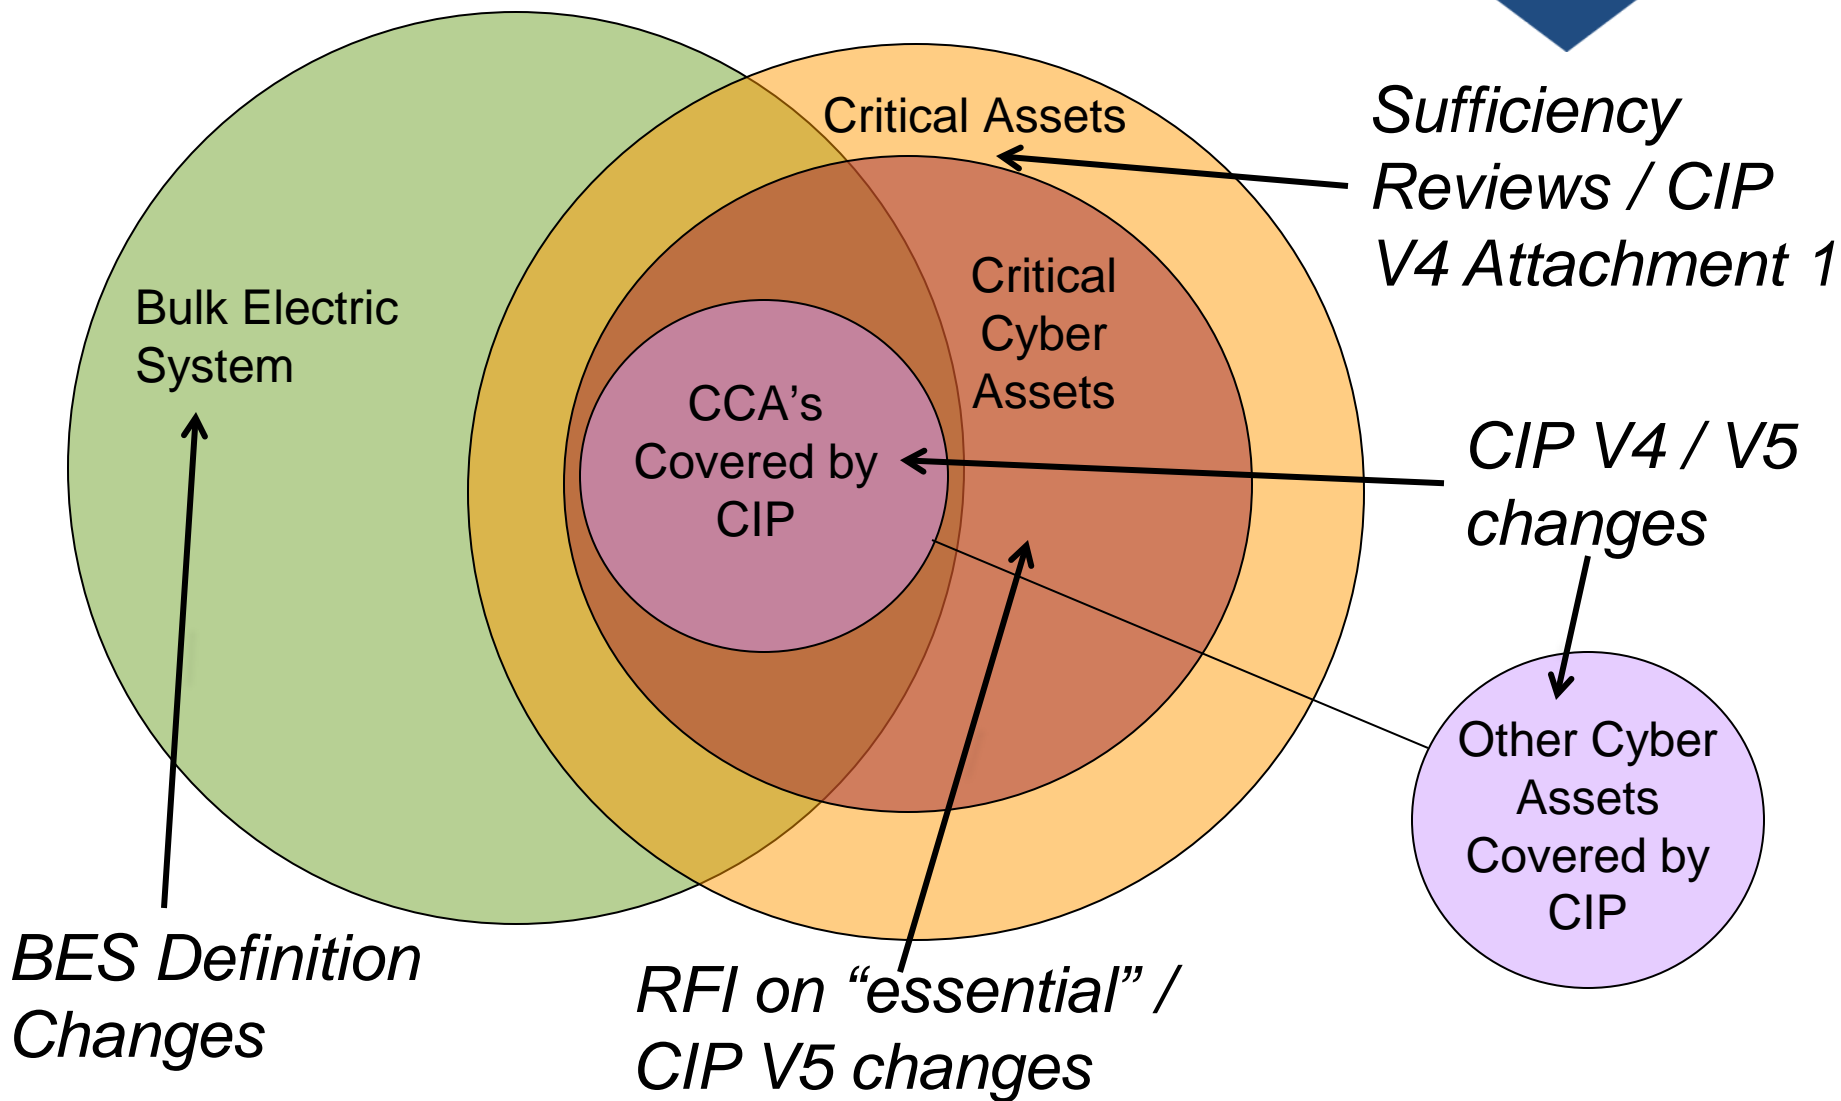 Critical Assets
Sufficiency
Reviews / CIP
V4 Attachment 1
Bulk Electric
System
Critical
Cyber
Assets
CCA’s
Covered by
CIP
CIP V4 / V5
changes
Other Cyber
Assets
Covered by
CIP
BES Definition
Changes
RFI on “essential” /
CIP V5 changes